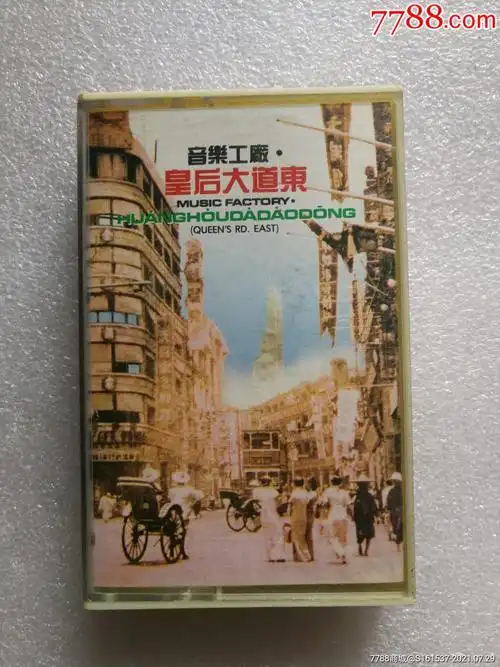 7788.com
音樂工廠·
皇后大道東
MUSIC FACTORY·
HUÁNGHÒUDÀDÁODŌNG
(QUEEN'S RD. EAST)
7788商城@S161537-2021.07.29